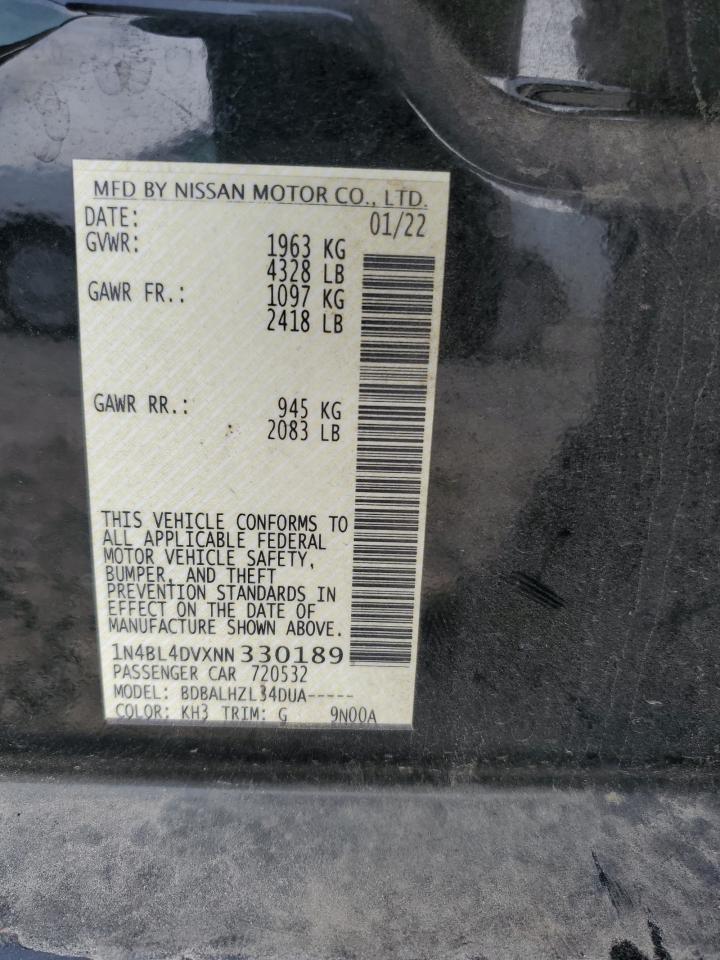 MFD BY NISSAN MOTOR CO., LTD.
DATE: 01/22
GVWR: 1963 KG
4328 LB
GAWR FR.: 1097 KG
2418 LB
GAWR RR.: 945 KG
2083 LB
THIS VEHICLE CONFORMS TO
ALL APPLICABLE FEDERAL
MOTOR VEHICLE SAFETY,
BUMPER, AND THEFT
PREVENTION STANDARDS IN
EFFECT ON THE DATE OF
MANUFACTURE SHOWN ABOVE.
1N4BL4DVXNN330189
PASSENGER CAR 720532
MODEL: BDBALHZL34DUA-----
COLOR: KH3 TRIM: G 9N00A